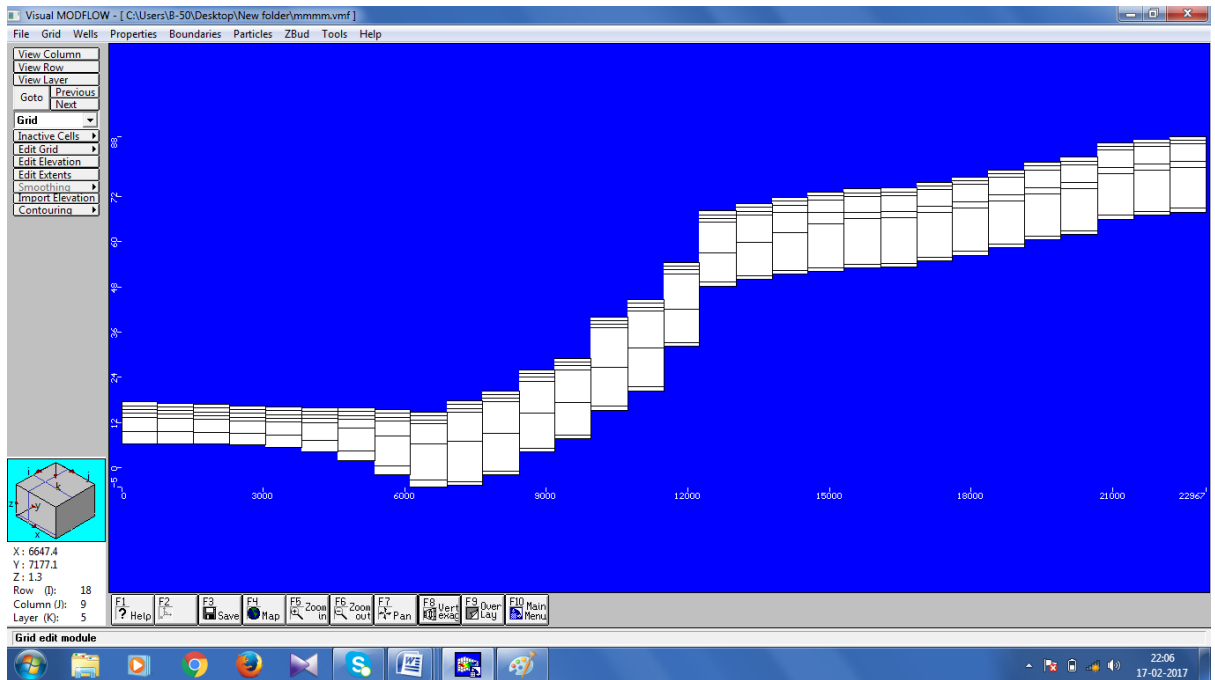 Visual MODFLOW - [ C:\Users\B-50\Desktop\New folder\mmmm.vmf ]
File Grid Wells Properties Boundaries Particles ZBud Tools Help
View Column
View Row
View Layer
Goto
Previous
Next
Grid
Inactive Cells
Edit Grid
Edit Elevation
Edit Extents
Smoothing
Import Elevation
Contouring
88
72
60
48
36
24
12
0
-5
0 3000 6000 9000 12000 15000 18000 21000 22967
i j
k
z
y
x
X : 6647.4
Y : 7177.1
Z : 1.3
Row (I): 18
Column (J): 9
Layer (K): 5
F1 ? Help
F2
F3 Save
F4 Map
F5 Zoom in
F6 Zoom out
F7 Pan
F8 Vert exag
F9 Over Lay
F10 Main Menu
Grid edit module
22:06
17-02-2017